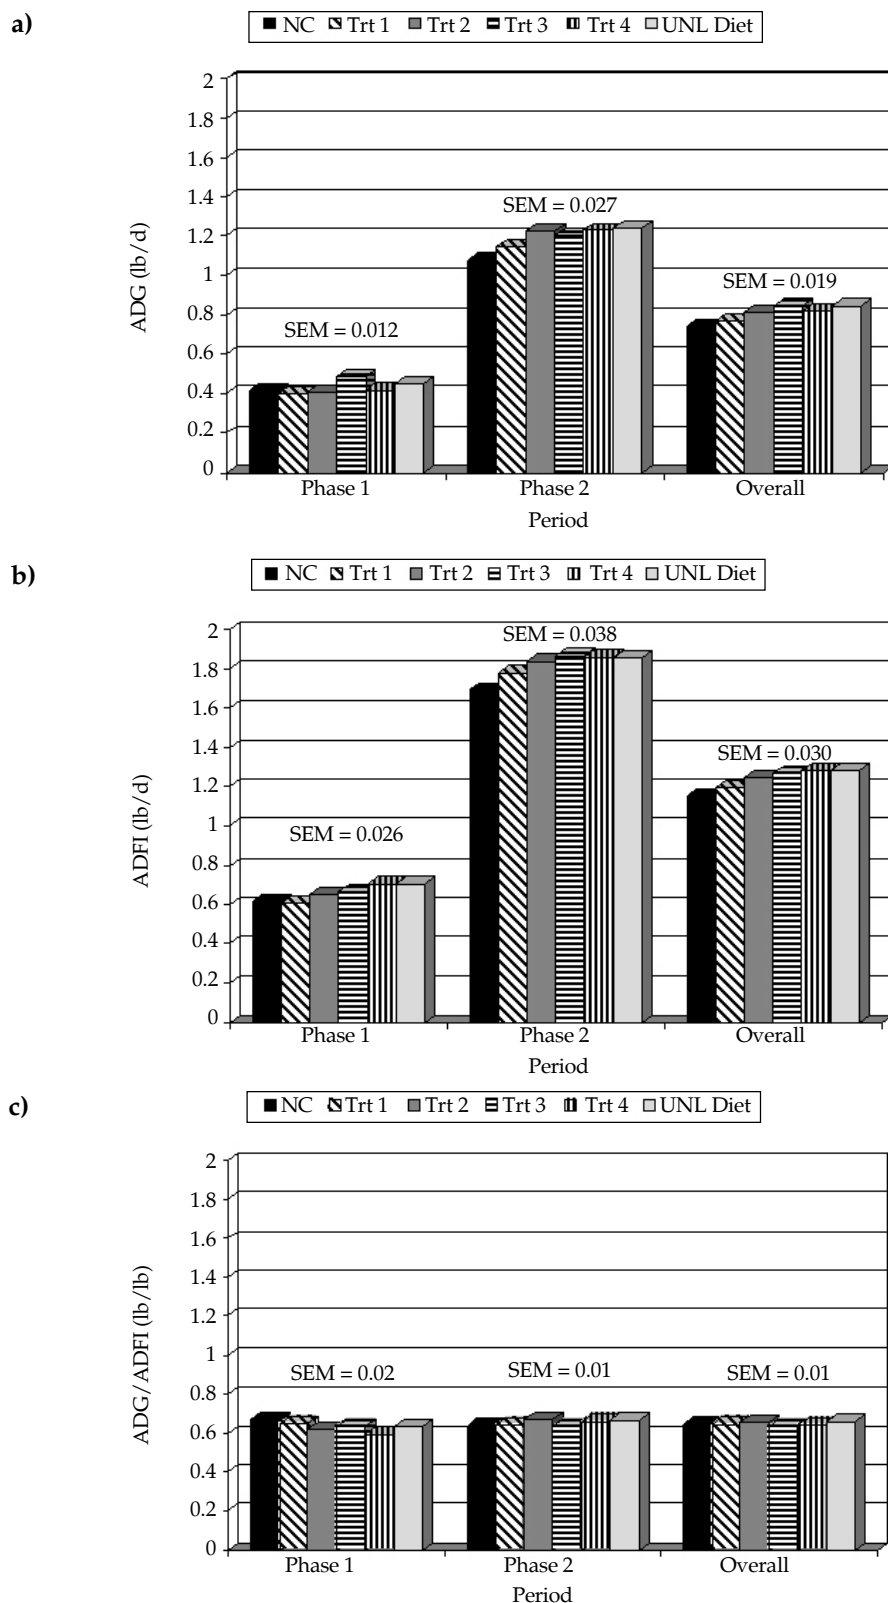 a)
NC Trt 1 Trt 2 Trt 3 Trt 4 UNL Diet
2
1.8
1.6
1.4
1.2
1
0.8
0.6
0.4
0.2
0
ADG (lb/d)
SEM = 0.012
SEM = 0.027
SEM = 0.019
Phase 1 Phase 2 Overall
Period
b)
NC Trt 1 Trt 2 Trt 3 Trt 4 UNL Diet
2
1.8
1.6
1.4
1.2
1
0.8
0.6
0.4
0.2
0
ADFI (lb/d)
SEM = 0.026
SEM = 0.038
SEM = 0.030
Phase 1 Phase 2 Overall
Period
c)
NC Trt 1 Trt 2 Trt 3 Trt 4 UNL Diet
2
1.8
1.6
1.4
1.2
1
0.8
0.6
0.4
0.2
0
ADG/ADFI (lb/lb)
SEM = 0.02
SEM = 0.01
SEM = 0.01
Phase 1 Phase 2 Overall
Period